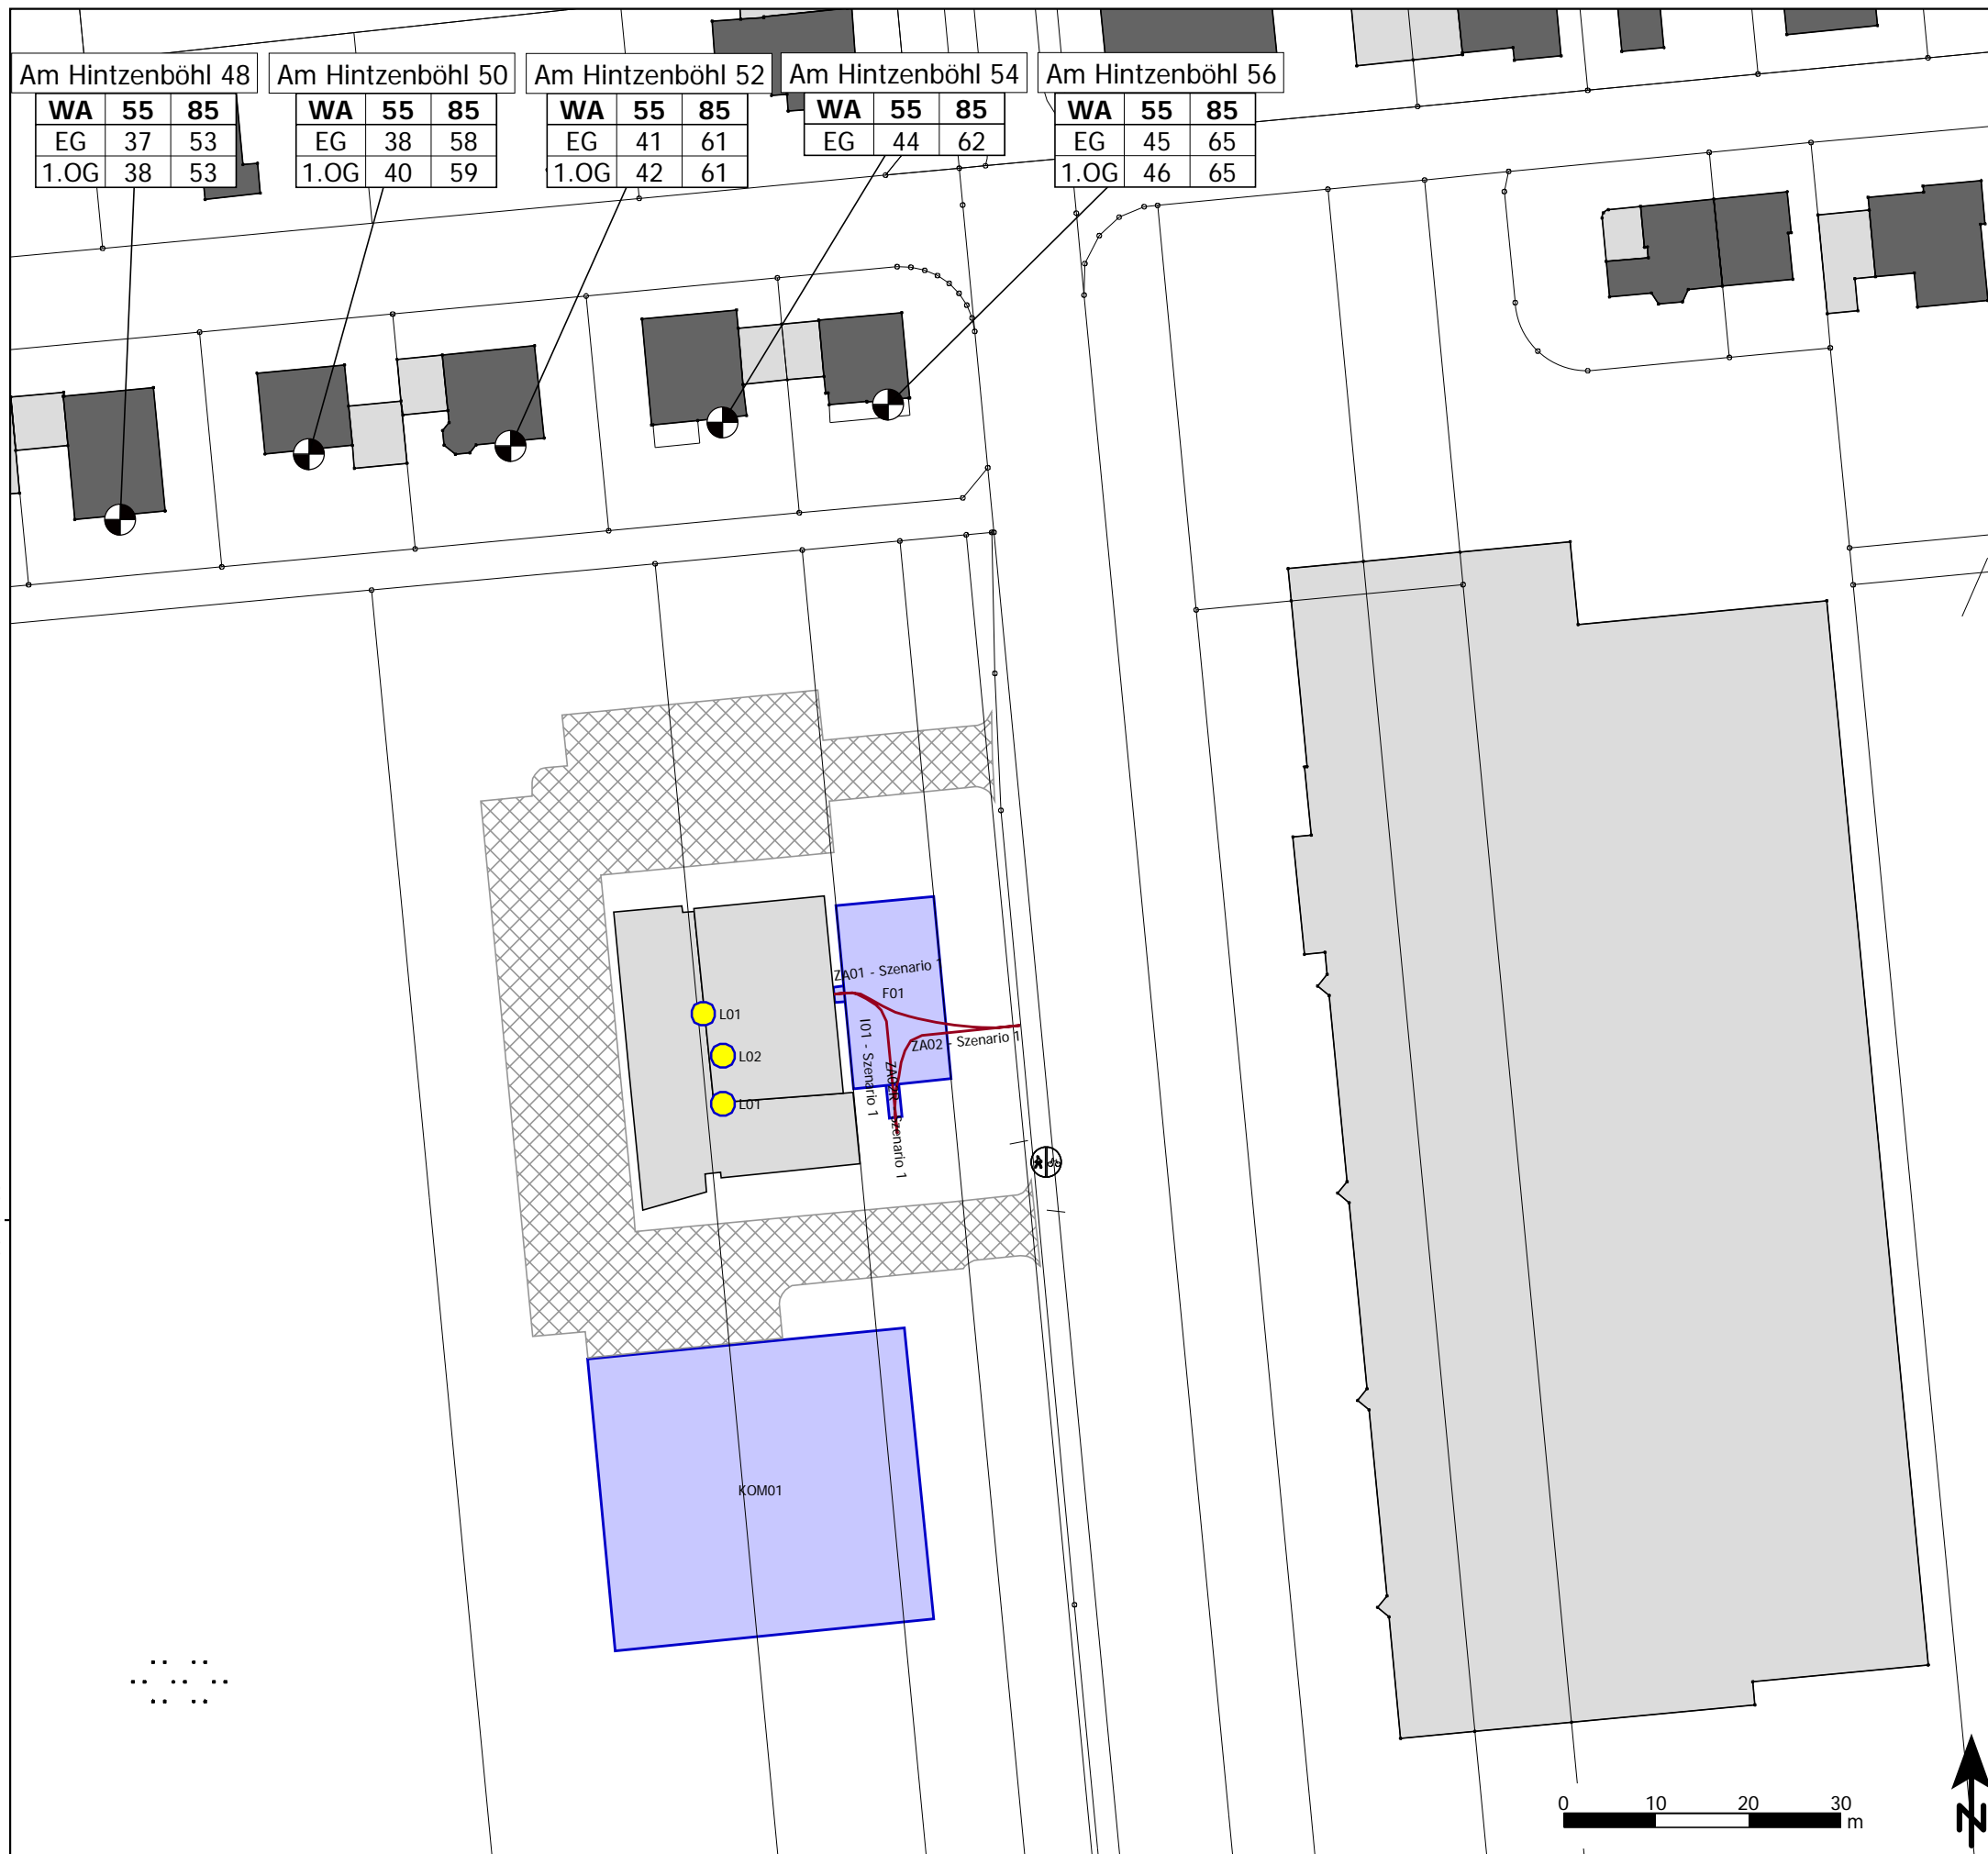 Am Hintzenböhl 48
WA 55 85
EG 37 53
1.OG 38 53
Am Hintzenböhl 50
WA 55 85
EG 38 58
1.OG 40 59
Am Hintzenböhl 52
WA 55 85
EG 41 61
1.OG 42 61
Am Hintzenböhl 54
WA 55 85
EG 44 62
Am Hintzenböhl 56
WA 55 85
EG 45 65
1.OG 46 65
ZA01 - Szenario 1
F01
L01
I01 - Szenario 1
ZA02 - Szenario 1
L02
Szenario 1
L01
KOM01
0 10 20 30
m
N